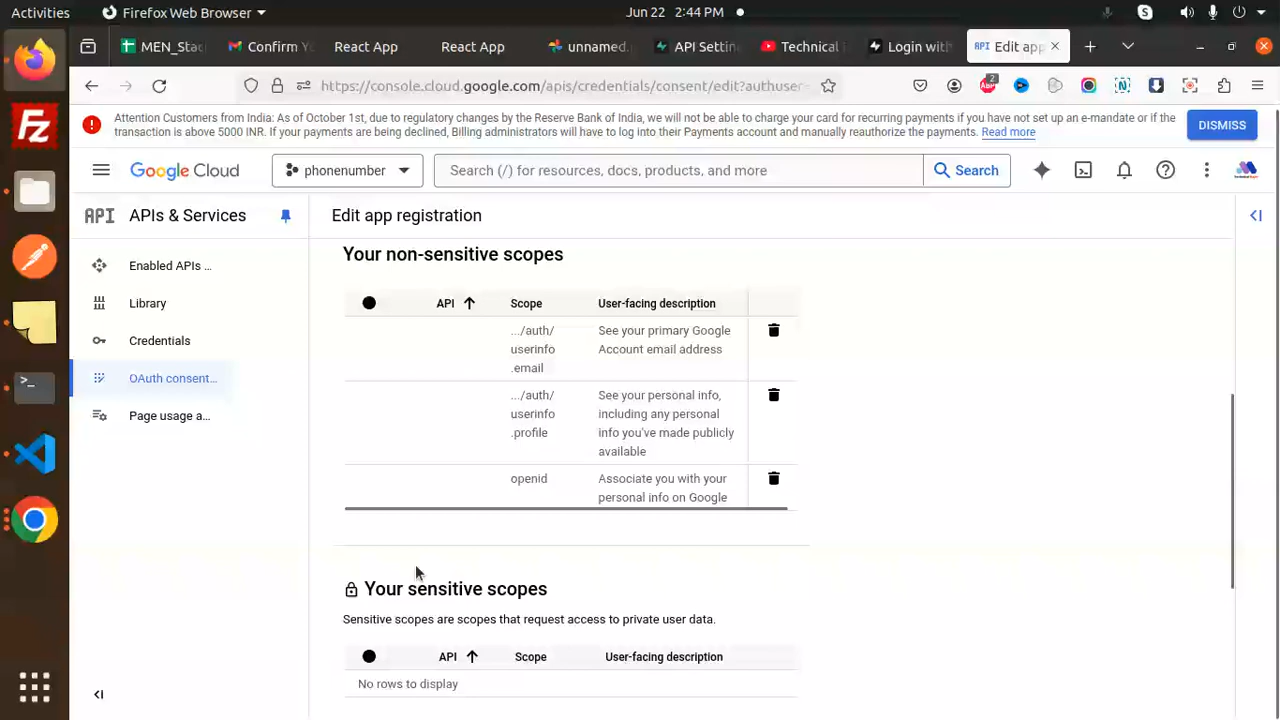 Activities
Firefox Web Browser
Jun 22 2:44 PM
MEN_Sta
Confirm Yo
React App
React App
unnamed.
API Settin
Technical
Login with
API Edit app
https://console.cloud.google.com/apis/credentials/consent/edit?authuser
2
Attention Customers from India: As of October 1st, due to regulatory changes by the Reserve Bank of India, we will not be able to charge your card for recurring payments if you have not set up an e-mandate or if the
transaction is above 5000 INR. If your payments are being declined, Billing administrators will have to log into their Payments account and manually reauthorize the payments. Read more
DISMISS
Google Cloud
phonenumber
Search (/) for resources, docs, products, and more
Search
API APIs & Services
Enabled APIs ...
Library
Credentials
OAuth consent...
Page usage a...
Edit app registration
Your non-sensitive scopes
API
Scope
User-facing description
.../auth/
userinfo
.email
See your primary Google
Account email address
.../auth/
userinfo
.profile
See your personal info,
including any personal
info you've made publicly
available
openid
Associate you with your
personal info on Google
Your sensitive scopes
Sensitive scopes are scopes that request access to private user data.
API
Scope
User-facing description
No rows to display